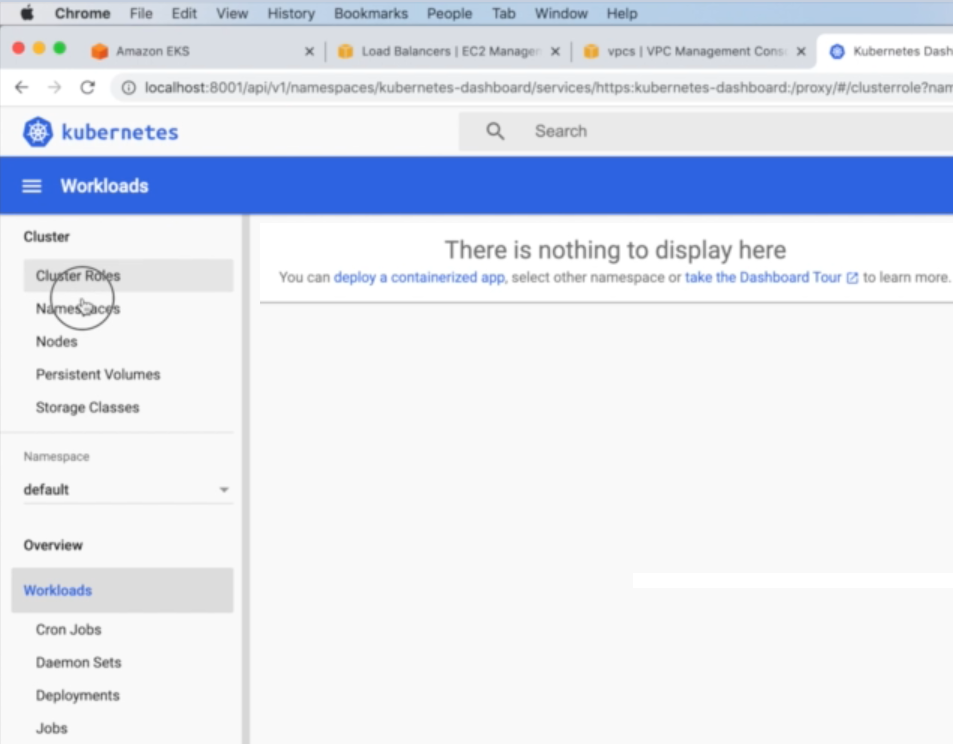 Chrome File Edit View History Bookmarks People Tab Window Help
Amazon EKS Load Balancers | EC2 Manager vpcs | VPC Management Cons Kubernetes Dash
localhost:8001/api/v1/namespaces/kubernetes-dashboard/services/https:kubernetes-dashboard:/proxy/#/clusterrole?nam
kubernetes Search
Workloads
Cluster
There is nothing to display here
Cluster Roles
You can deploy a containerized app, select other namespace or take the Dashboard Tour to learn more.
Namespaces
Nodes
Persistent Volumes
Storage Classes
Namespace
default
Overview
Workloads
Cron Jobs
Daemon Sets
Deployments
Jobs